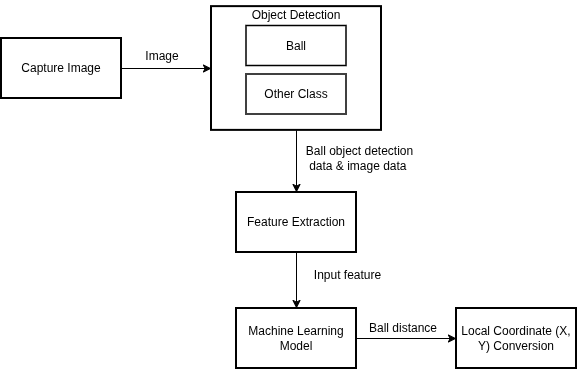 Object Detection
Ball
Capture Image
Image
Other Class
Ball object detection
data & image data
Feature Extraction
Input feature
Machine Learning
Model
Ball distance
Local Coordinate (X,
Y) Conversion